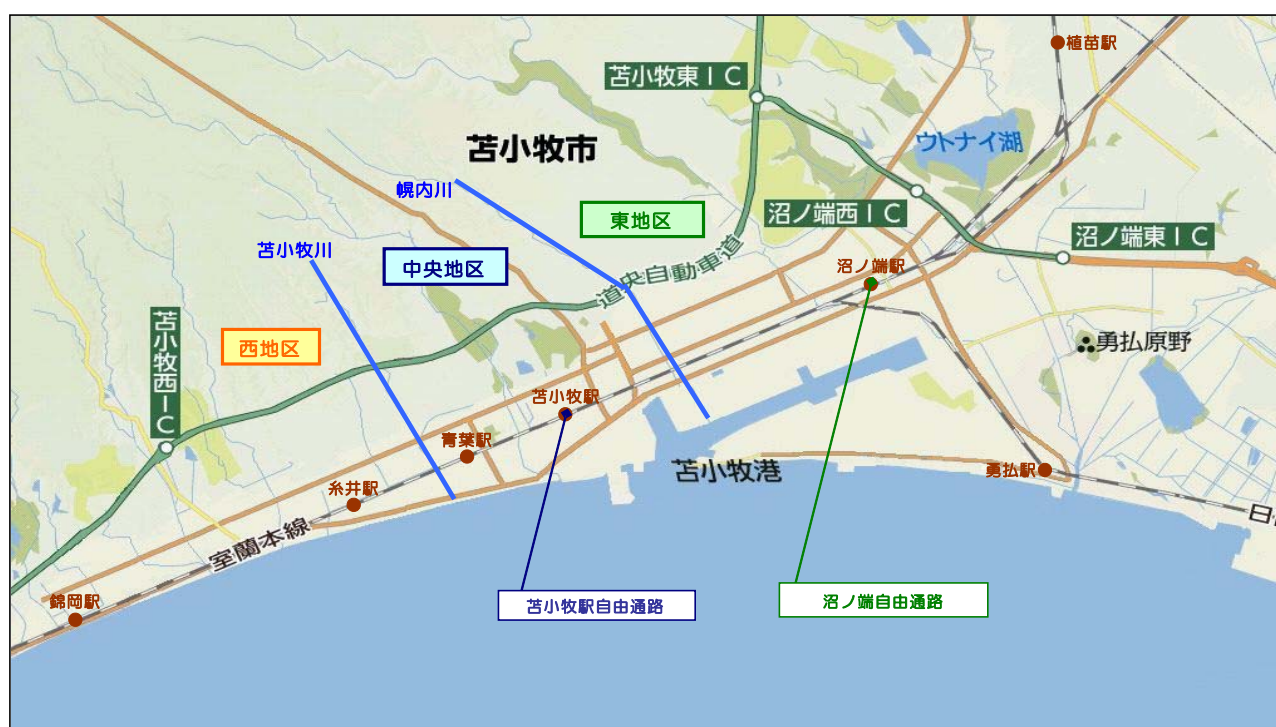 植苗駅
苫小牧東IC
苫小牧市
ウトナイ湖
幌内川
東地区
沼ノ端西IC
沼ノ端東IC
苫小牧川
中央地区
道央自動車道
沼ノ端駅
苫小牧西IC
西地区
勇払原野
苫小牧駅
青葉駅
苫小牧港
勇払駅
糸井駅
日
室蘭本線
錦岡駅
苫小牧駅自由通路
沼ノ端自由通路